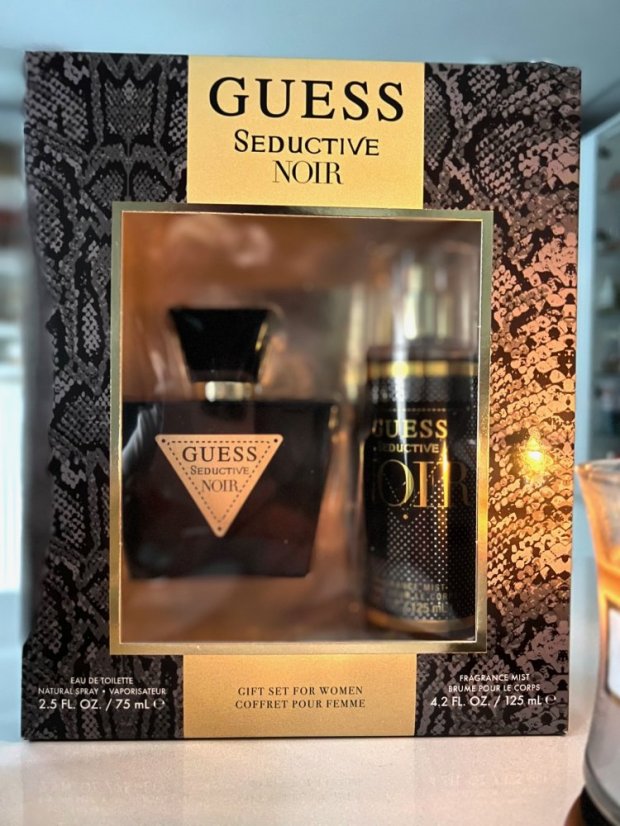 GUESS
SEDUCTIVE
NOIR
GUESS
SEDUCTIVE
NOIR
GUESS
SEDUCTIVE
NOIR
125 mL
EAU DE TOILETTE
NATURAL SPRAY • VAPORISATEUR
2.5 FL. OZ. / 75 mL ℮
GIFT SET FOR WOMEN
COFFRET POUR FEMME
FRAGRANCE MIST
BRUME POUR LE CORPS
4.2 FL. OZ. / 125 mL ℮